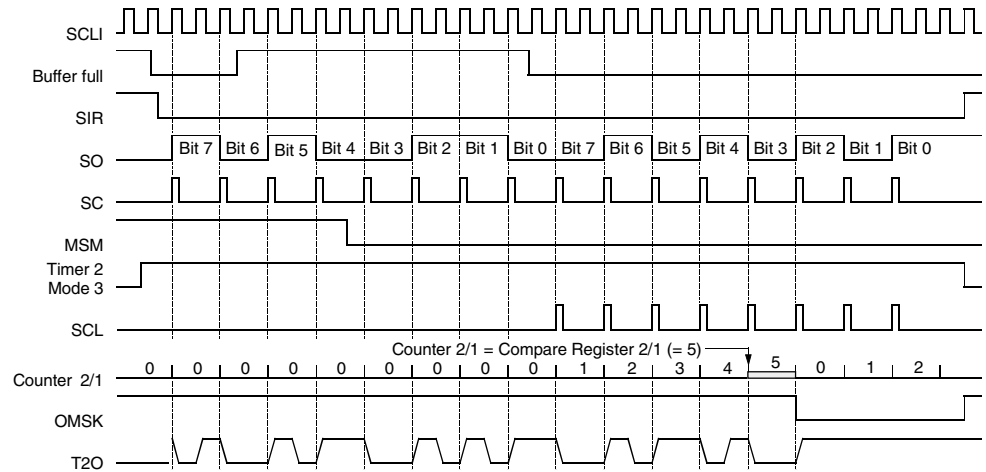 SCLI
Buffer full
SIR
SO Bit 7 Bit 6 Bit 5 Bit 4 Bit 3 Bit 2 Bit 1 Bit 0 Bit 7 Bit 6 Bit 5 Bit 4 Bit 3 Bit 2 Bit 1 Bit 0
SC
MSM
Timer 2
Mode 3
SCL
Counter 2/1 = Compare Register 2/1 (= 5)
Counter 2/1 0 0 0 0 0 0 0 0 0 1 2 3 4 5 0 1 2
OMSK
T2O